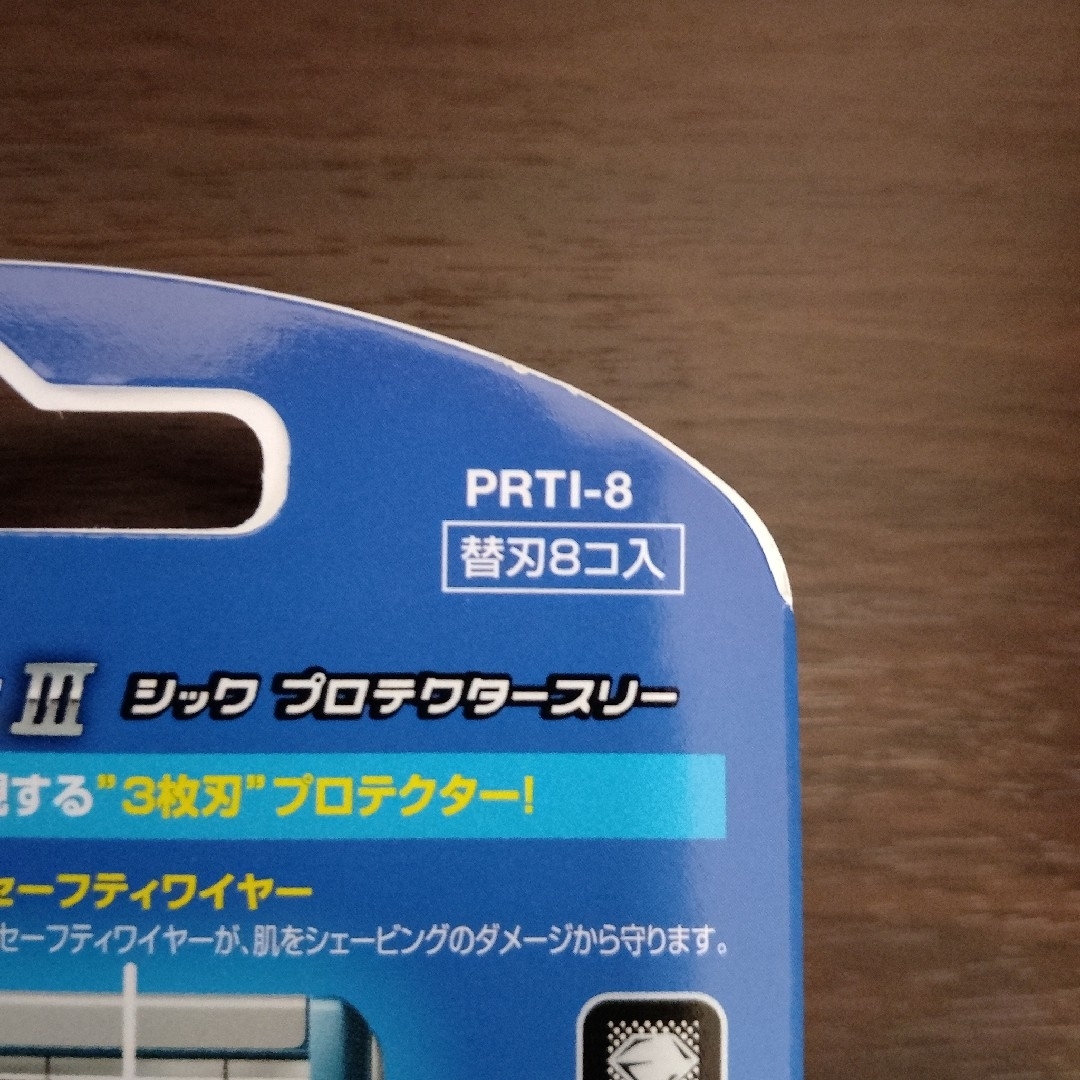 PRTI-8
替刃8コ入
III シック プロテクタースリー
する"3枚刃"プロテクター!
セーフティワイヤー
セーフティワイヤーが、肌をシェービングのダメージから守ります。